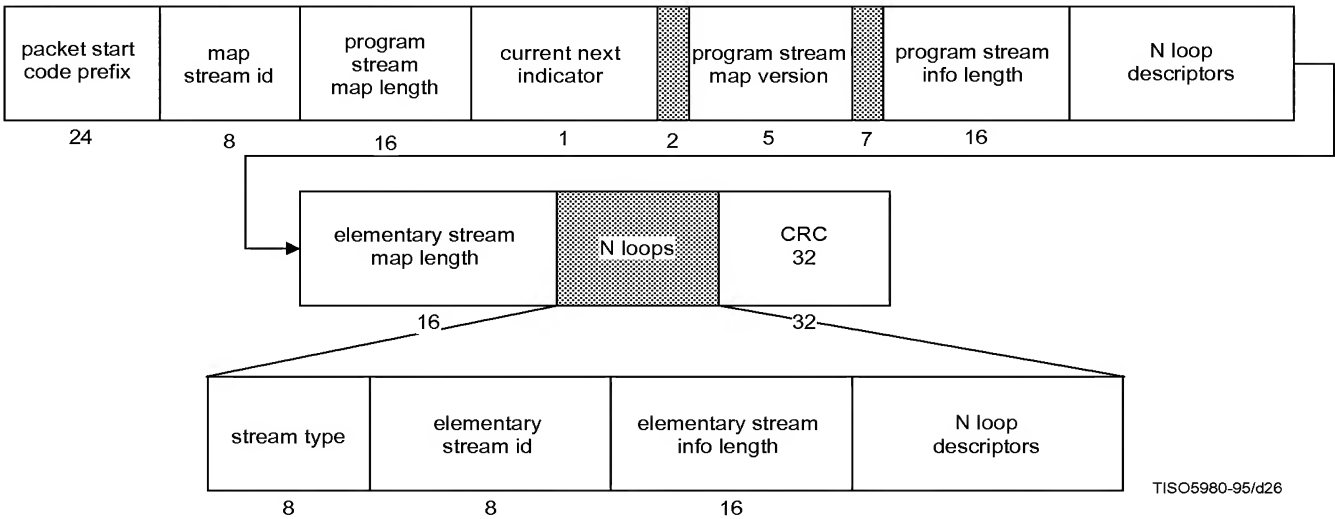 packet start
code prefix
map
stream id
program
stream
map length
current next
indicator
program stream
map version
program stream
info length
N loop
descriptors
24
8
16
1
2
5
7
16
elementary stream
map length
N loops
CRC
32
16
32
stream type
elementary
stream id
elementary stream
info length
N loop
descriptors
8
8
16
TISO5980-95/d26